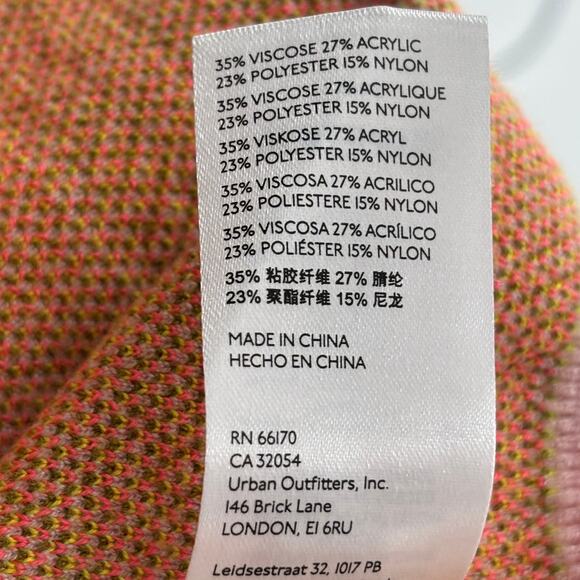 35% VISCOSE 27% ACRYLIC
23% POLYESTER 15% NYLON
35% VISCOSE 27% ACRYLIQUE
23% POLYESTER 15% NYLON
35% VISKOSE 27% ACRYL
23% POLYESTER 15% NYLON
35% VISCOSA 27% ACRILICO
23% POLIESTERE 15% NYLON
35% VISCOSA 27% ACRÍLICO
23% POLIÉSTER 15% NYLON
35% 粘胶纤维 27% 腈纶
23% 聚酯纤维 15% 尼龙
MADE IN CHINA
HECHO EN CHINA
RN 66170
CA 32054
Urban Outfitters, Inc.
146 Brick Lane
LONDON, E1 6RU
Leidsestraat 32, 1017 PB